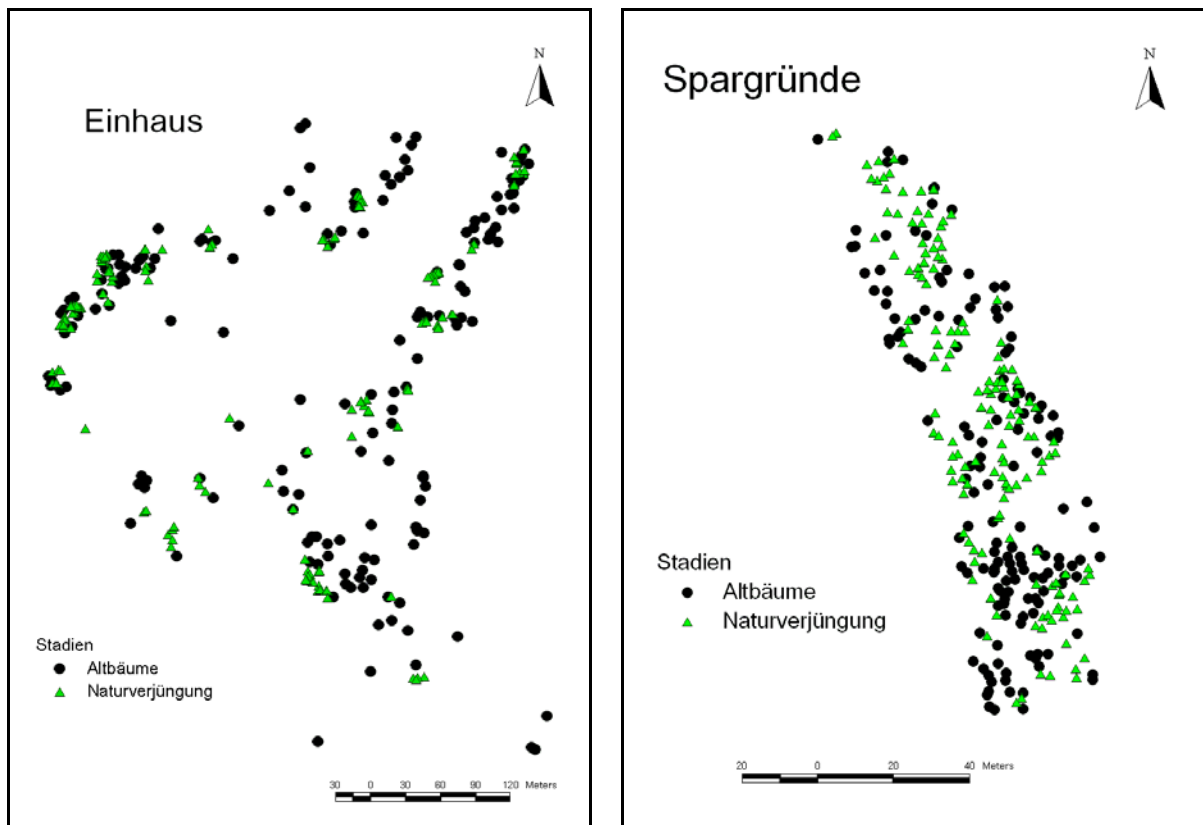 N
Einhaus
Stadien
Altbäume
Naturverjüngung
30 0 30 60 90 120 Meters
N
Spargründe
Stadien
Altbäume
Naturverjüngung
20 0 20 40 Meters